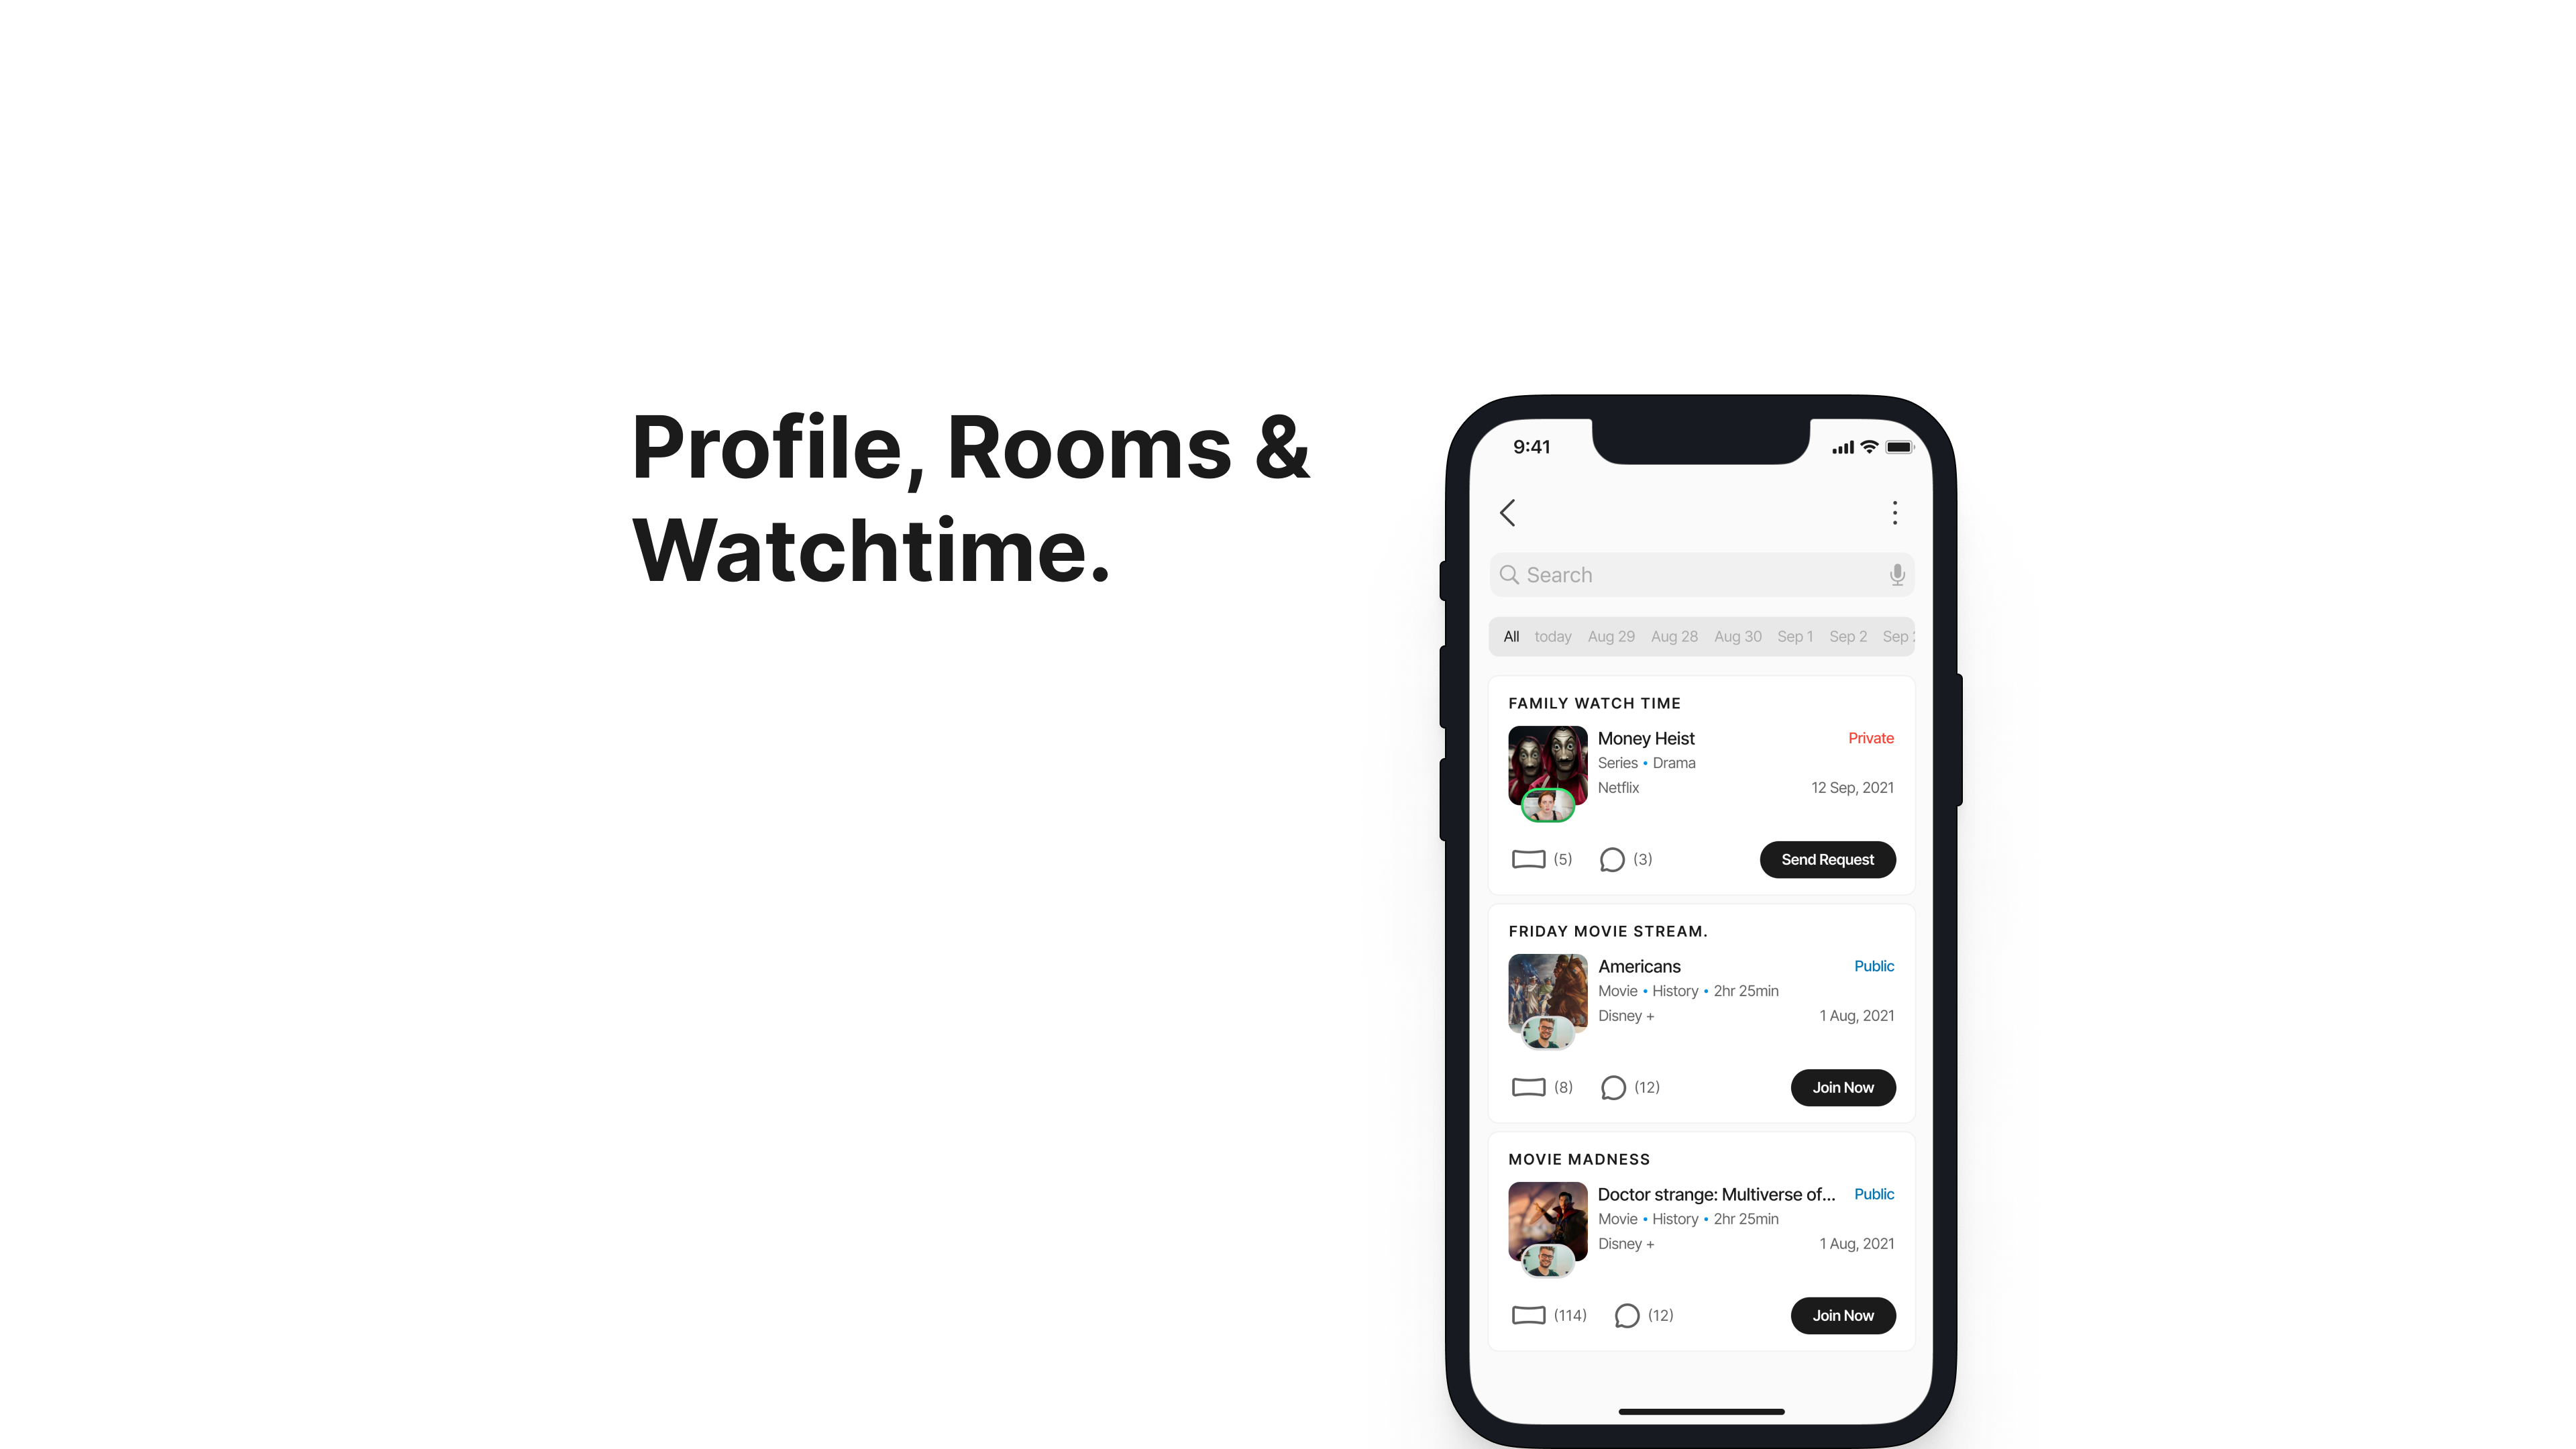 Profile, Rooms &
Watchtime.
9:41
Search
All today Aug 29 Aug 28 Aug 30 Sep 1 Sep 2 Sep
FAMILY WATCH TIME
Money Heist Private
Series • Drama
Netflix 12 Sep, 2021
(5) (3) Send Request
FRIDAY MOVIE STREAM.
Americans Public
Movie • History • 2hr 25min
Disney + 1 Aug, 2021
(8) (12) Join Now
MOVIE MADNESS
Doctor strange: Multiverse of... Public
Movie • History • 2hr 25min
Disney + 1 Aug, 2021
(114) (12) Join Now